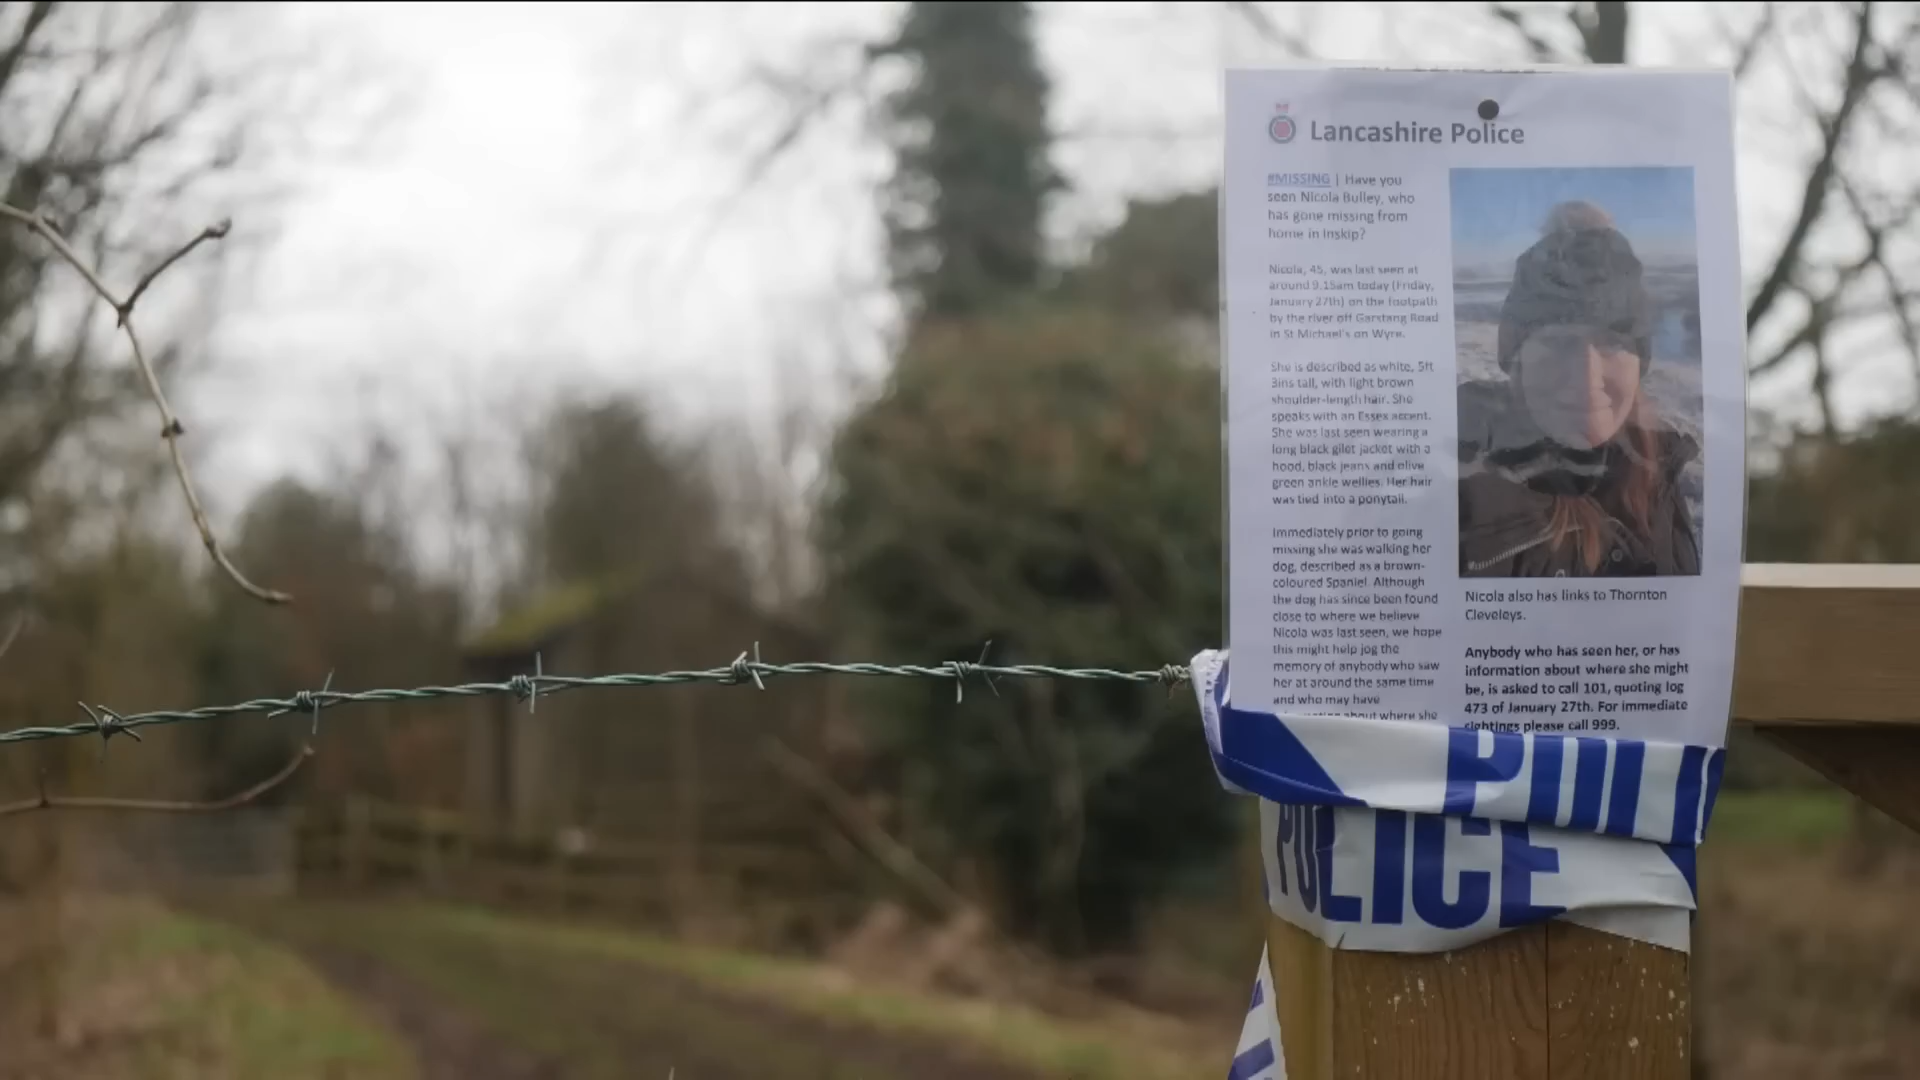 Lancashire Police
#MISSING | Have you
seen Nicola Bulley, who
has gone missing from
home in Inskip?
Nicola, 45, was last seen at
around 9.15am today (Friday,
January 27th) on the footpath
by the river off Garstang Road
in St Michael's on Wyre.
She is described as white, 5ft
3ins tall, with light brown
shoulder-length hair. She
speaks with an Essex accent.
She was last seen wearing a
long black gilet jacket with a
hood, black jeans and olive
green ankle wellies. Her hair
was tied into a ponytail.
Immediately prior to going
missing she was walking her
dog, described as a brown-
coloured Spaniel. Although
the dog has since been found
close to where we believe
Nicola was last seen, we hope
this might help jog the
memory of anybody who saw
her at around the same time
and who may have
about where she
Nicola also has links to Thornton
Cleveleys.
Anybody who has seen her, or has
information about where she might
be, is asked to call 101, quoting log
473 of January 27th. For immediate
sightings please call 999.
POLI
POLICE